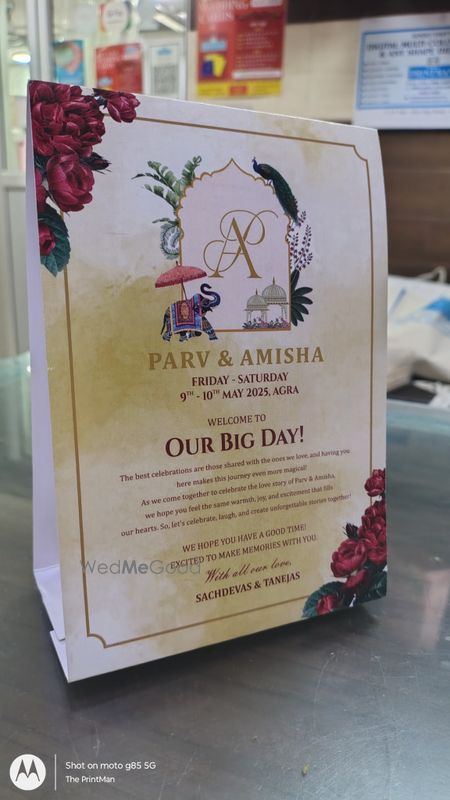 AP
PARV & AMISHA
FRIDAY - SATURDAY
9TH - 10TH MAY 2025, AGRA
WELCOME TO
OUR BIG DAY!
The best celebrations are those shared with the ones we love, and having you
here makes this journey even more magical!
As we come together to celebrate the love story of Parv & Amisha,
we hope you feel the same warmth, joy, and excitement that fills
our hearts. So, let's celebrate, laugh, and create unforgettable stories together!
WE HOPE YOU HAVE A GOOD TIME!
EXCITED TO MAKE MEMORIES WITH YOU.
With all our love,
SACHDEVAS & TANEJAS
WedMeGood
Shot on moto g85 5G
The PrintMan